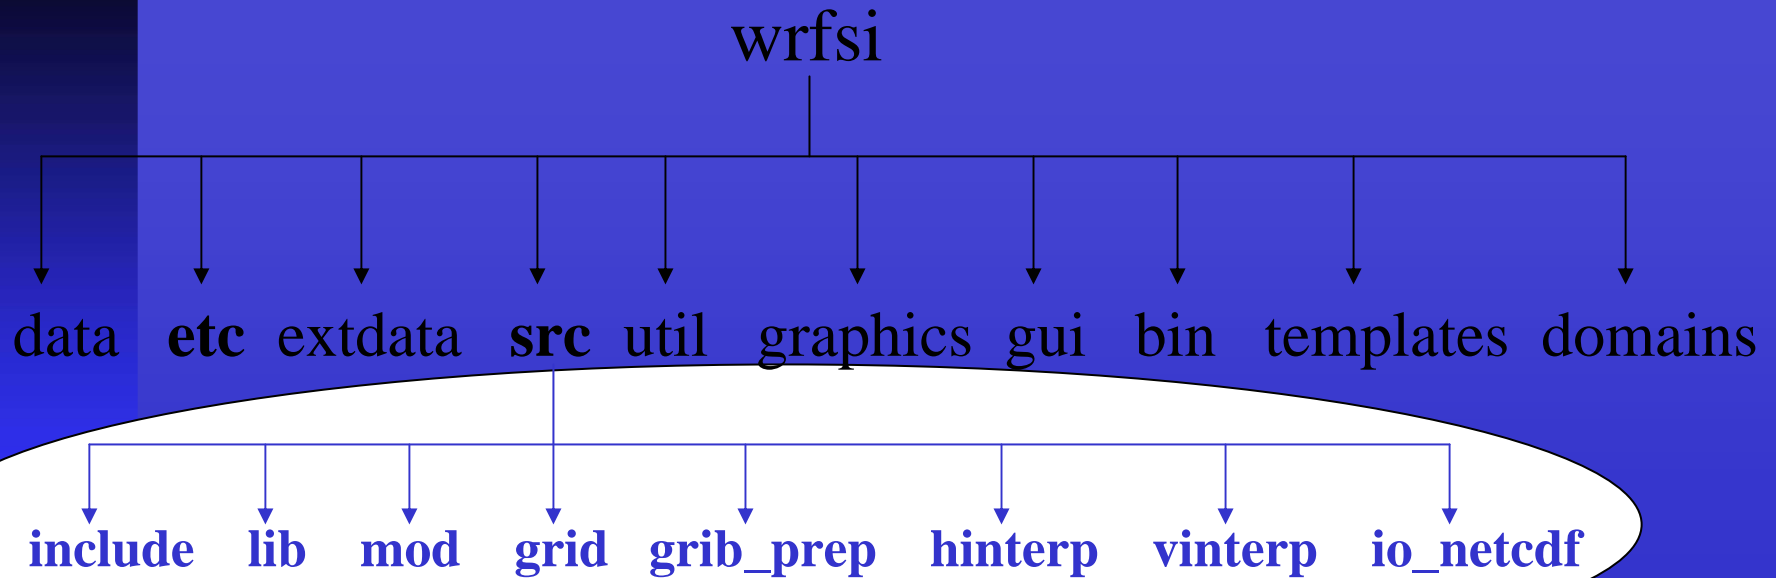 wrfsi
data etc extdata src util graphics gui bin templates domains
include lib mod grid grib_prep hinterp vinterp io_netcdf